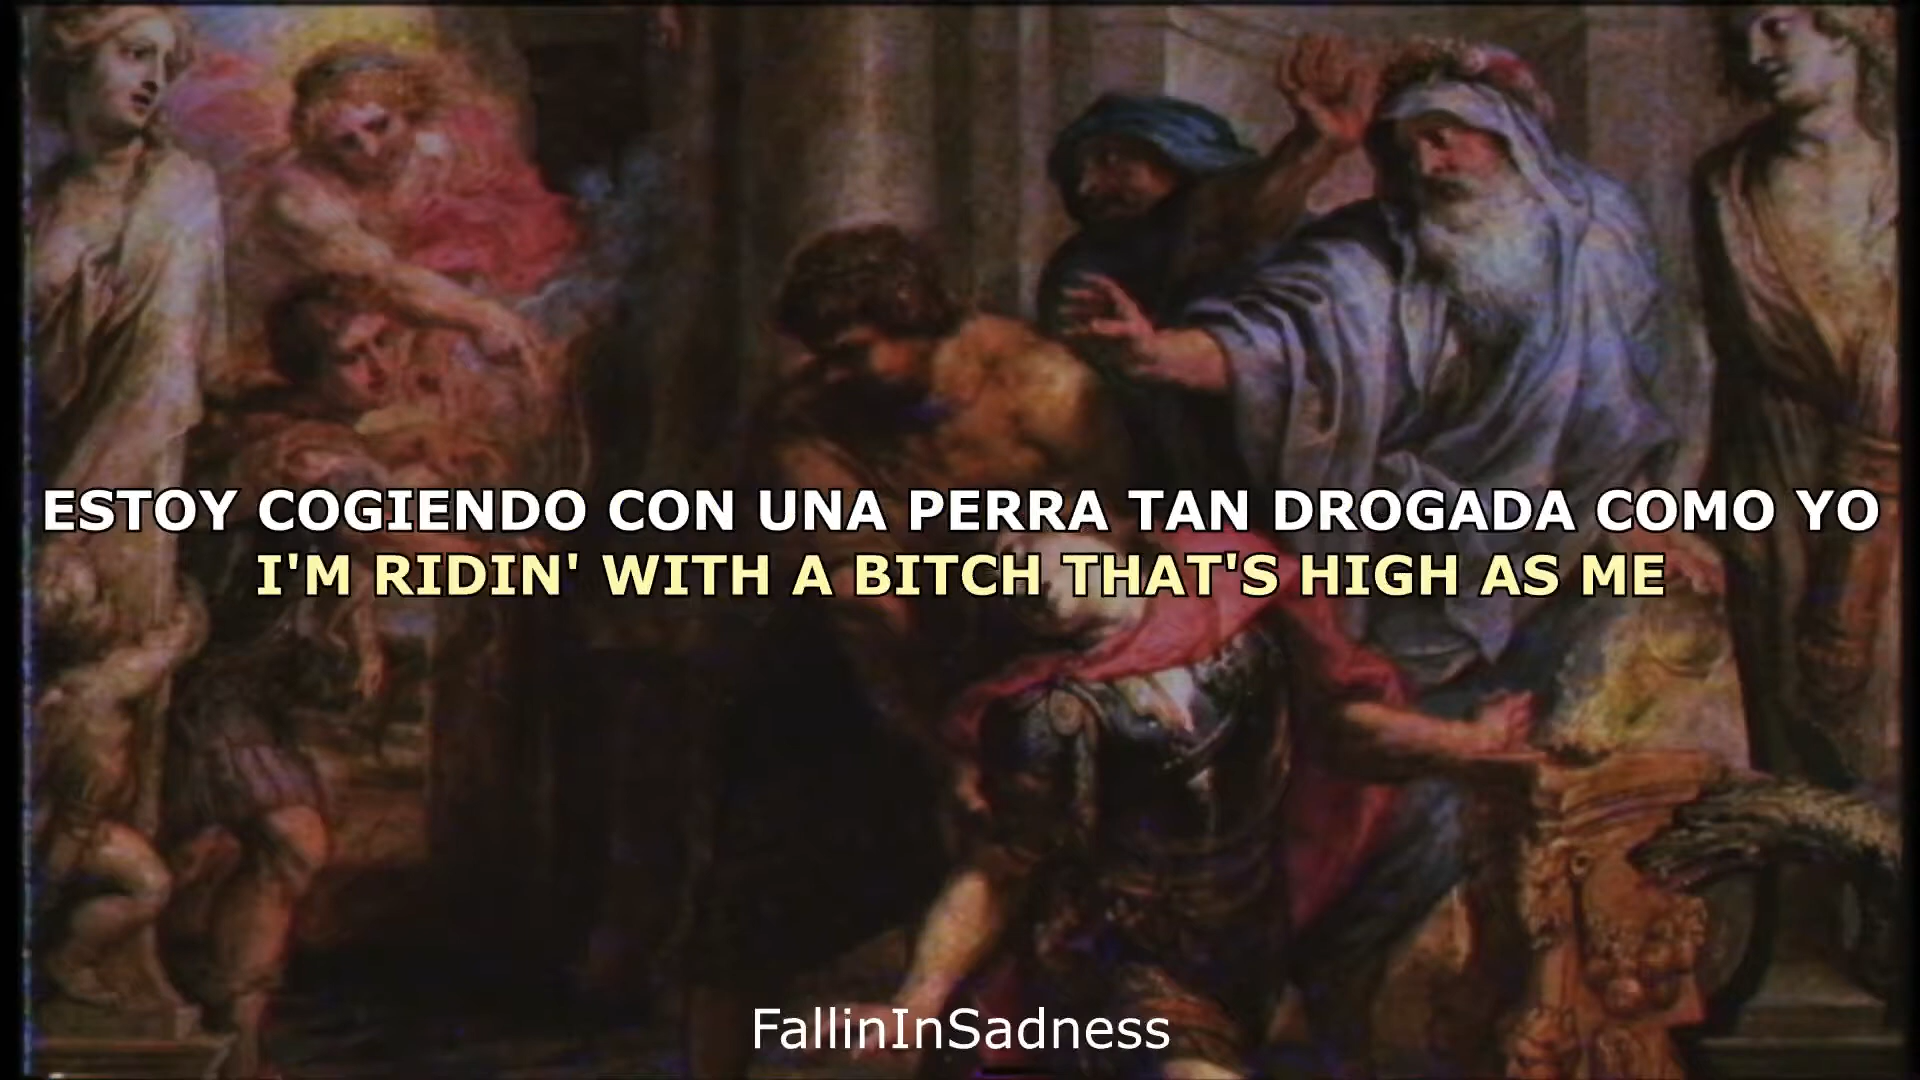 ESTOY COGIENDO CON UNA PERRA TAN DROGADA COMO YO
I'M RIDIN' WITH A BITCH THAT'S HIGH AS ME
FallinInSadness